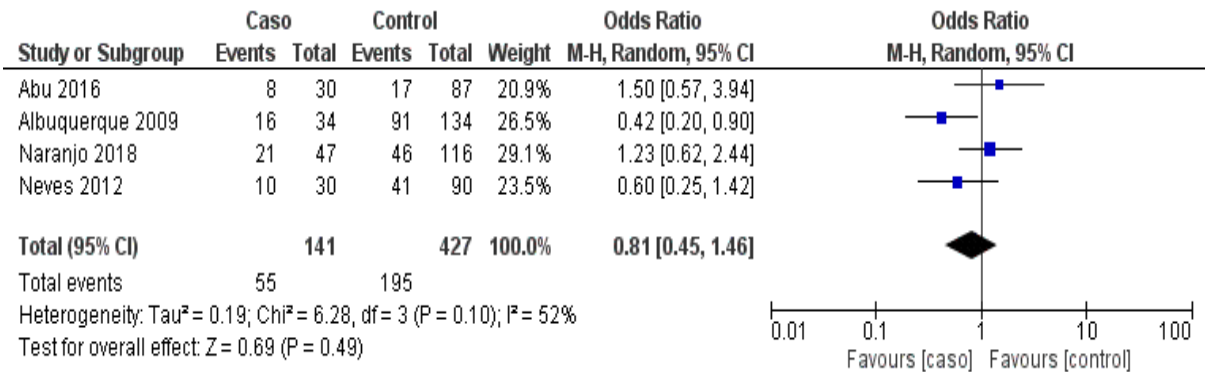 Caso Control Odds Ratio Odds Ratio
Study or Subgroup Events Total Events Total Weight M-H, Random, 95% CI M-H, Random, 95% CI
Abu 2016 8 30 17 87 20.9% 1.50 [0.57, 3.94]
Albuquerque 2009 16 34 91 134 26.5% 0.42 [0.20, 0.90]
Naranjo 2018 21 47 46 116 29.1% 1.23 [0.62, 2.44]
Neves 2012 10 30 41 90 23.5% 0.60 [0.25, 1.42]
Total (95% CI) 141 427 100.0% 0.81 [0.45, 1.46]
Total events 55 195
Heterogeneity: Tau² = 0.19; Chi² = 6.28, df = 3 (P = 0.10); I² = 52%
Test for overall effect: Z = 0.69 (P = 0.49)
0.01 0.1 1 10 100
Favours [caso] Favours [control]